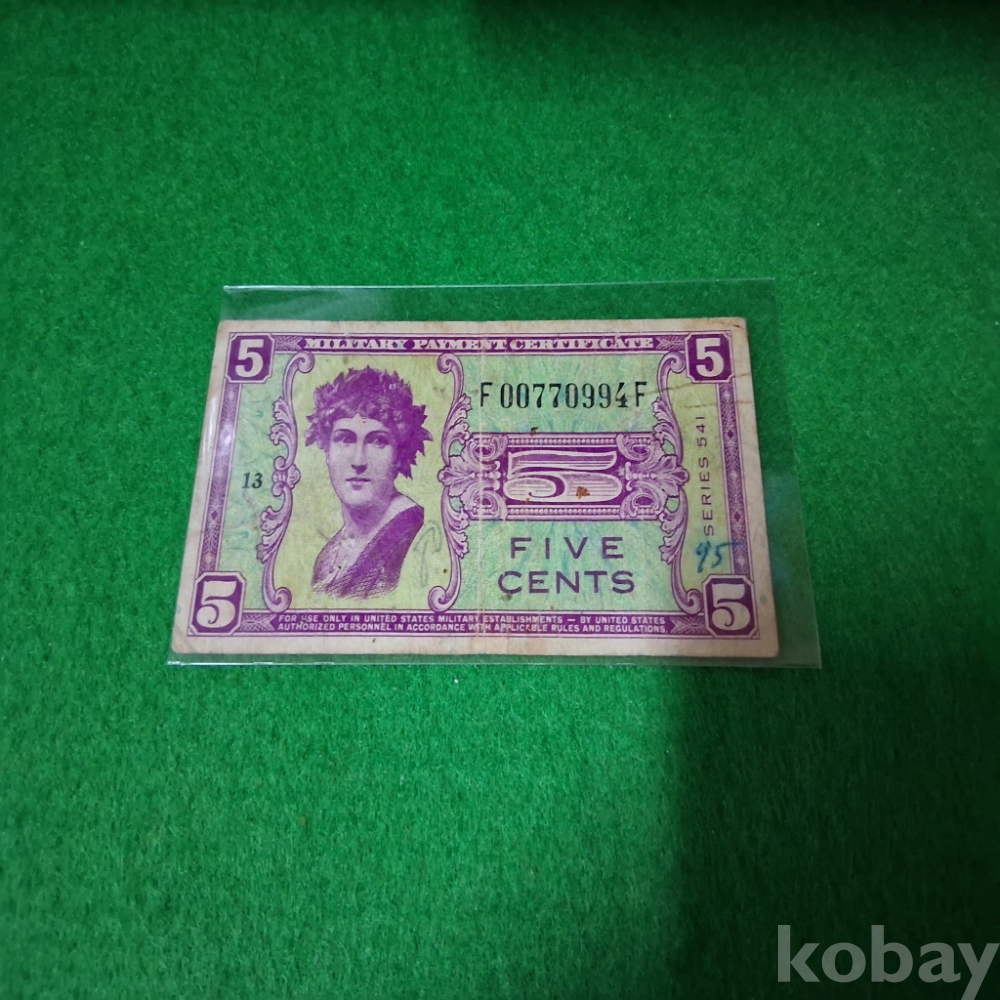 5 MILITARY PAYMENT CERTIFICATE 5
F00770994F
SERIES 541
13
5
FIVE
CENTS
95
5 FOR USE ONLY IN UNITED STATES MILITARY ESTABLISHMENTS — BY UNITED STATES 5
AUTHORIZED PERSONNEL IN ACCORDANCE WITH APPLICABLE RULES AND REGULATIONS.
kobay